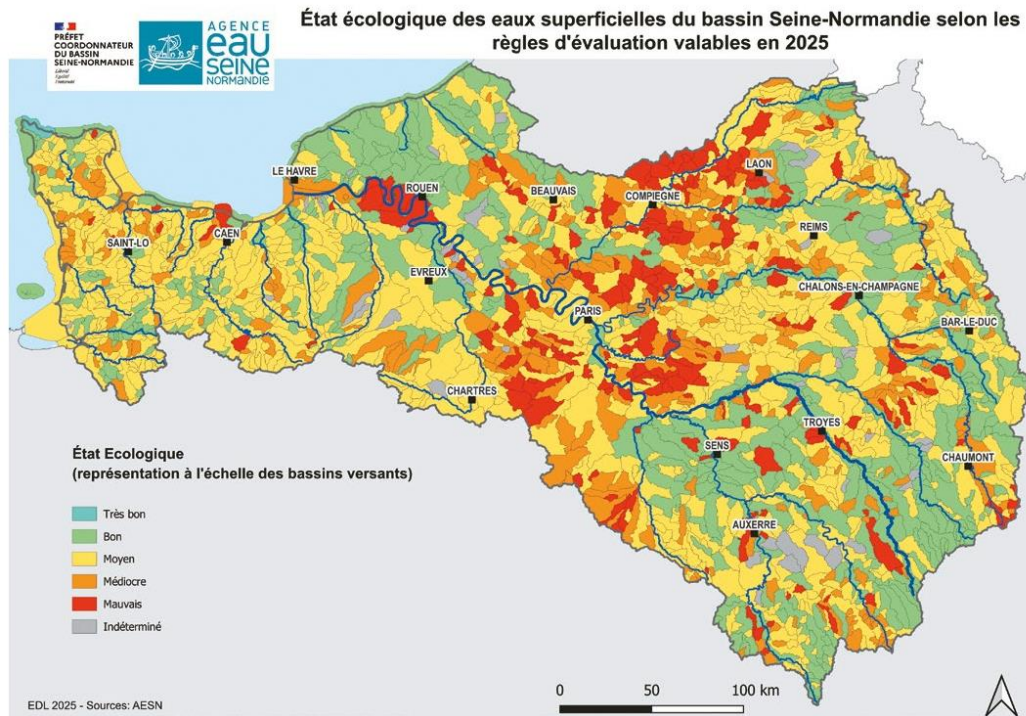 État écologique des eaux superficielles du bassin Seine-Normandie selon les
règles d'évaluation valables en 2025
PRÉFET
COORDONNATEUR
DU BASSIN
SEINE-NORMANDIE
Liberté
Égalité
Fraternité
AGENCE
eau
SEINE
NORMANDIE
LE HAVRE
ROUEN
BEAUVAIS
COMPIEGNE
LAON
SAINT-LO
CAEN
REIMS
EVREUX
CHALONS-EN-CHAMPAGNE
PARIS
BAR-LE-DUC
CHARTRES
TROYES
SENS
CHAUMONT
AUXERRE
État Ecologique
(représentation à l'échelle des bassins versants)
Très bon
Bon
Moyen
Médiocre
Mauvais
Indéterminé
0 50 100 km
EDL 2025 - Sources: AESN